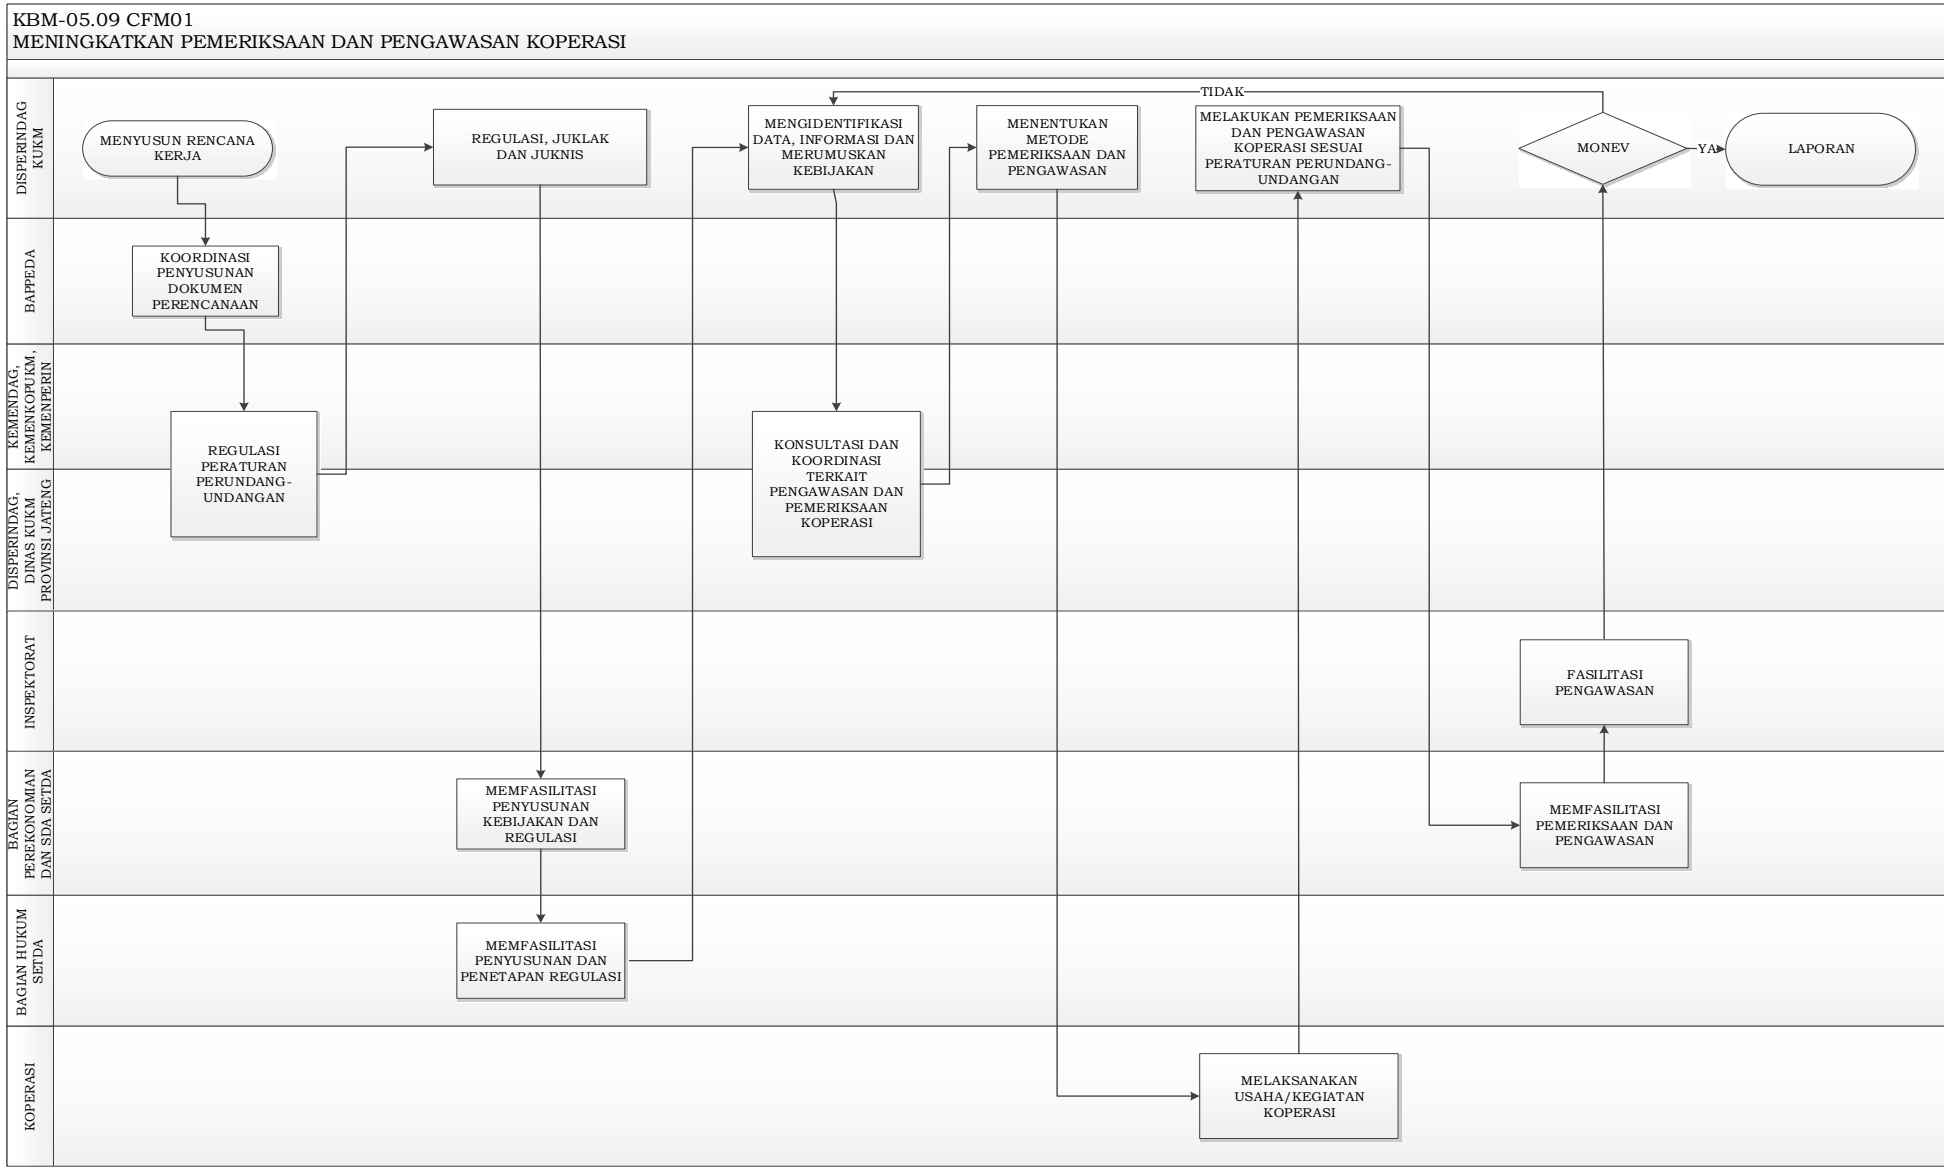 KBM-05.09 CFM01
MENINGKATKAN PEMERIKSAAN DAN PENGAWASAN KOPERASI
DISPERINDAG
KUKM
MENYUSUN RENCANA
KERJA
REGULASI, JUKLAK
DAN JUKNIS
MENGIDENTIFIKASI
DATA, INFORMASI DAN
MERUMUSKAN
KEBIJAKAN
MENENTUKAN
METODE
PEMERIKSAAN DAN
PENGAWASAN
TIDAK
MELAKUKAN PEMERIKSAAN
DAN PENGAWASAN
KOPERASI SESUAI
PERATURAN PERUNDANG-
UNDANGAN
MONEV
YA
LAPORAN
BAPPEDA
KOORDINASI
PENYUSUNAN
DOKUMEN
PERENCANAAN
KEMENDAG,
KEMENKOPUKM,
KEMENPERIN
REGULASI
PERATURAN
PERUNDANG-
UNDANGAN
KONSULTASI DAN
KOORDINASI
TERKAIT
PENGAWASAN DAN
PEMERIKSAAN
KOPERASI
DISPERINDAG,
DINAS KUKM
PROVINSI JATENG
INSPEKTORAT
FASILITASI
PENGAWASAN
BAGIAN
PEREKONOMIAN
DAN SDA SETDA
MEMFASILITASI
PENYUSUNAN
KEBIJAKAN DAN
REGULASI
MEMFASILITASI
PEMERIKSAAN DAN
PENGAWASAN
BAGIAN HUKUM
SETDA
MEMFASILITASI
PENYUSUNAN DAN
PENETAPAN REGULASI
KOPERASI
MELAKSANAKAN
USAHA/KEGIATAN
KOPERASI